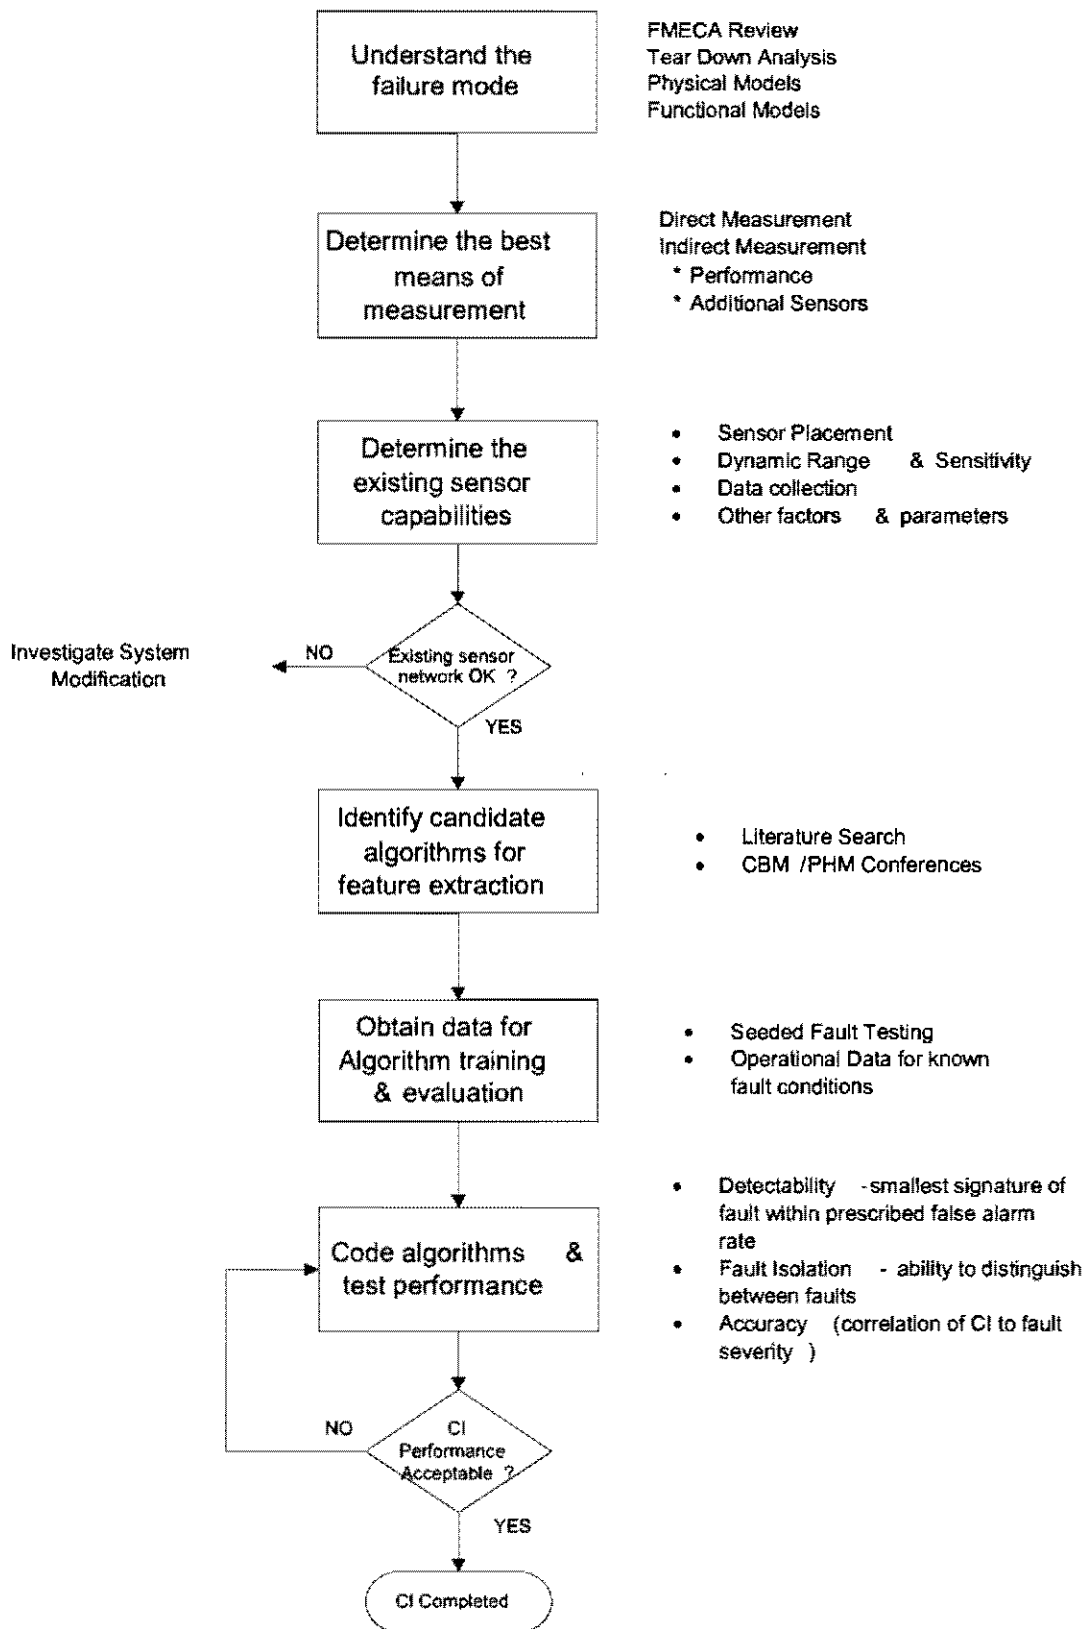 Understand the
failure mode
FMECA Review
Tear Down Analysis
Physical Models
Functional Models
Determine the best
means of
measurement
Direct Measurement
Indirect Measurement
* Performance
* Additional Sensors
Determine the
existing sensor
capabilities
• Sensor Placement
• Dynamic Range & Sensitivity
• Data collection
• Other factors & parameters
Existing sensor
network OK ?
NO
Investigate System
Modification
YES
Identify candidate
algorithms for
feature extraction
• Literature Search
• CBM /PHM Conferences
Obtain data for
Algorithm training
& evaluation
• Seeded Fault Testing
• Operational Data for known
fault conditions
Code algorithms &
test performance
• Detectability -smallest signature of
fault within prescribed false alarm
rate
• Fault Isolation - ability to distinguish
between faults
• Accuracy (correlation of CI to fault
severity )
NO
CI
Performance
Acceptable ?
YES
CI Completed